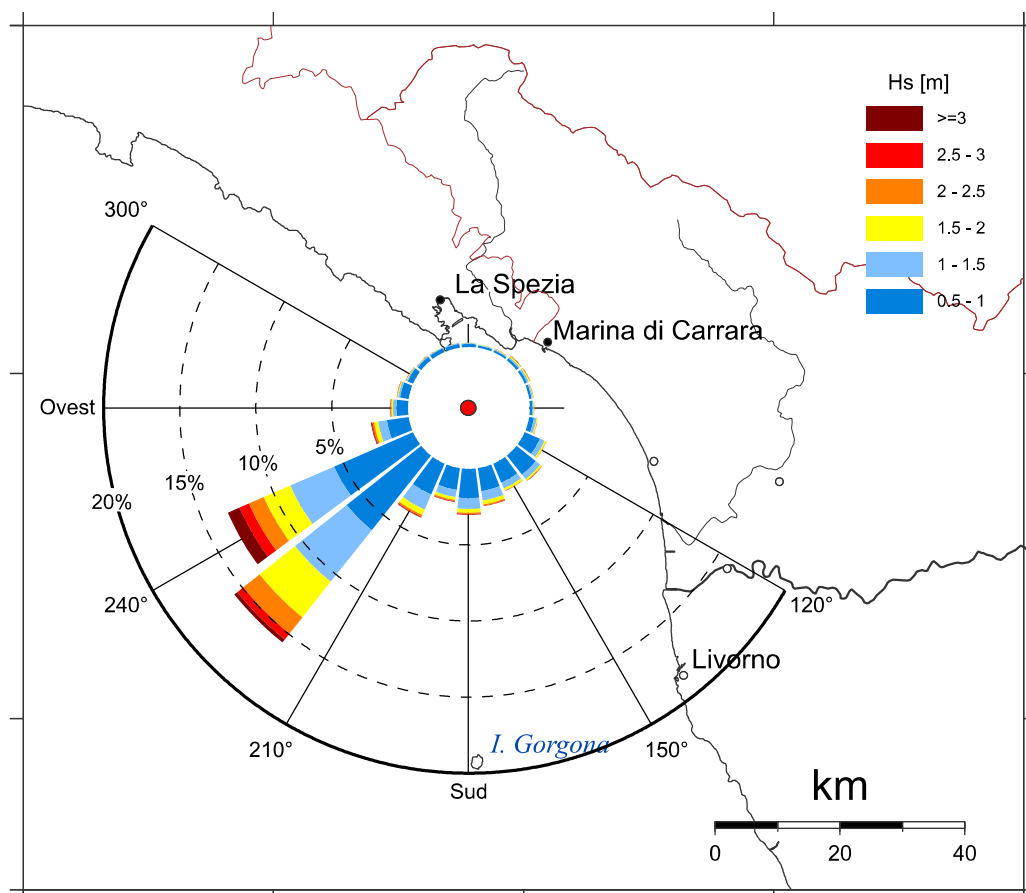 Hs [m]
>=3
2.5 - 3
2 - 2.5
1.5 - 2
1 - 1.5
0.5 - 1
300°
La Spezia
Marina di Carrara
Ovest
5%
10%
15%
20%
240°
120°
Livorno
210°
I. Gorgona
150°
Sud
km
0 20 40